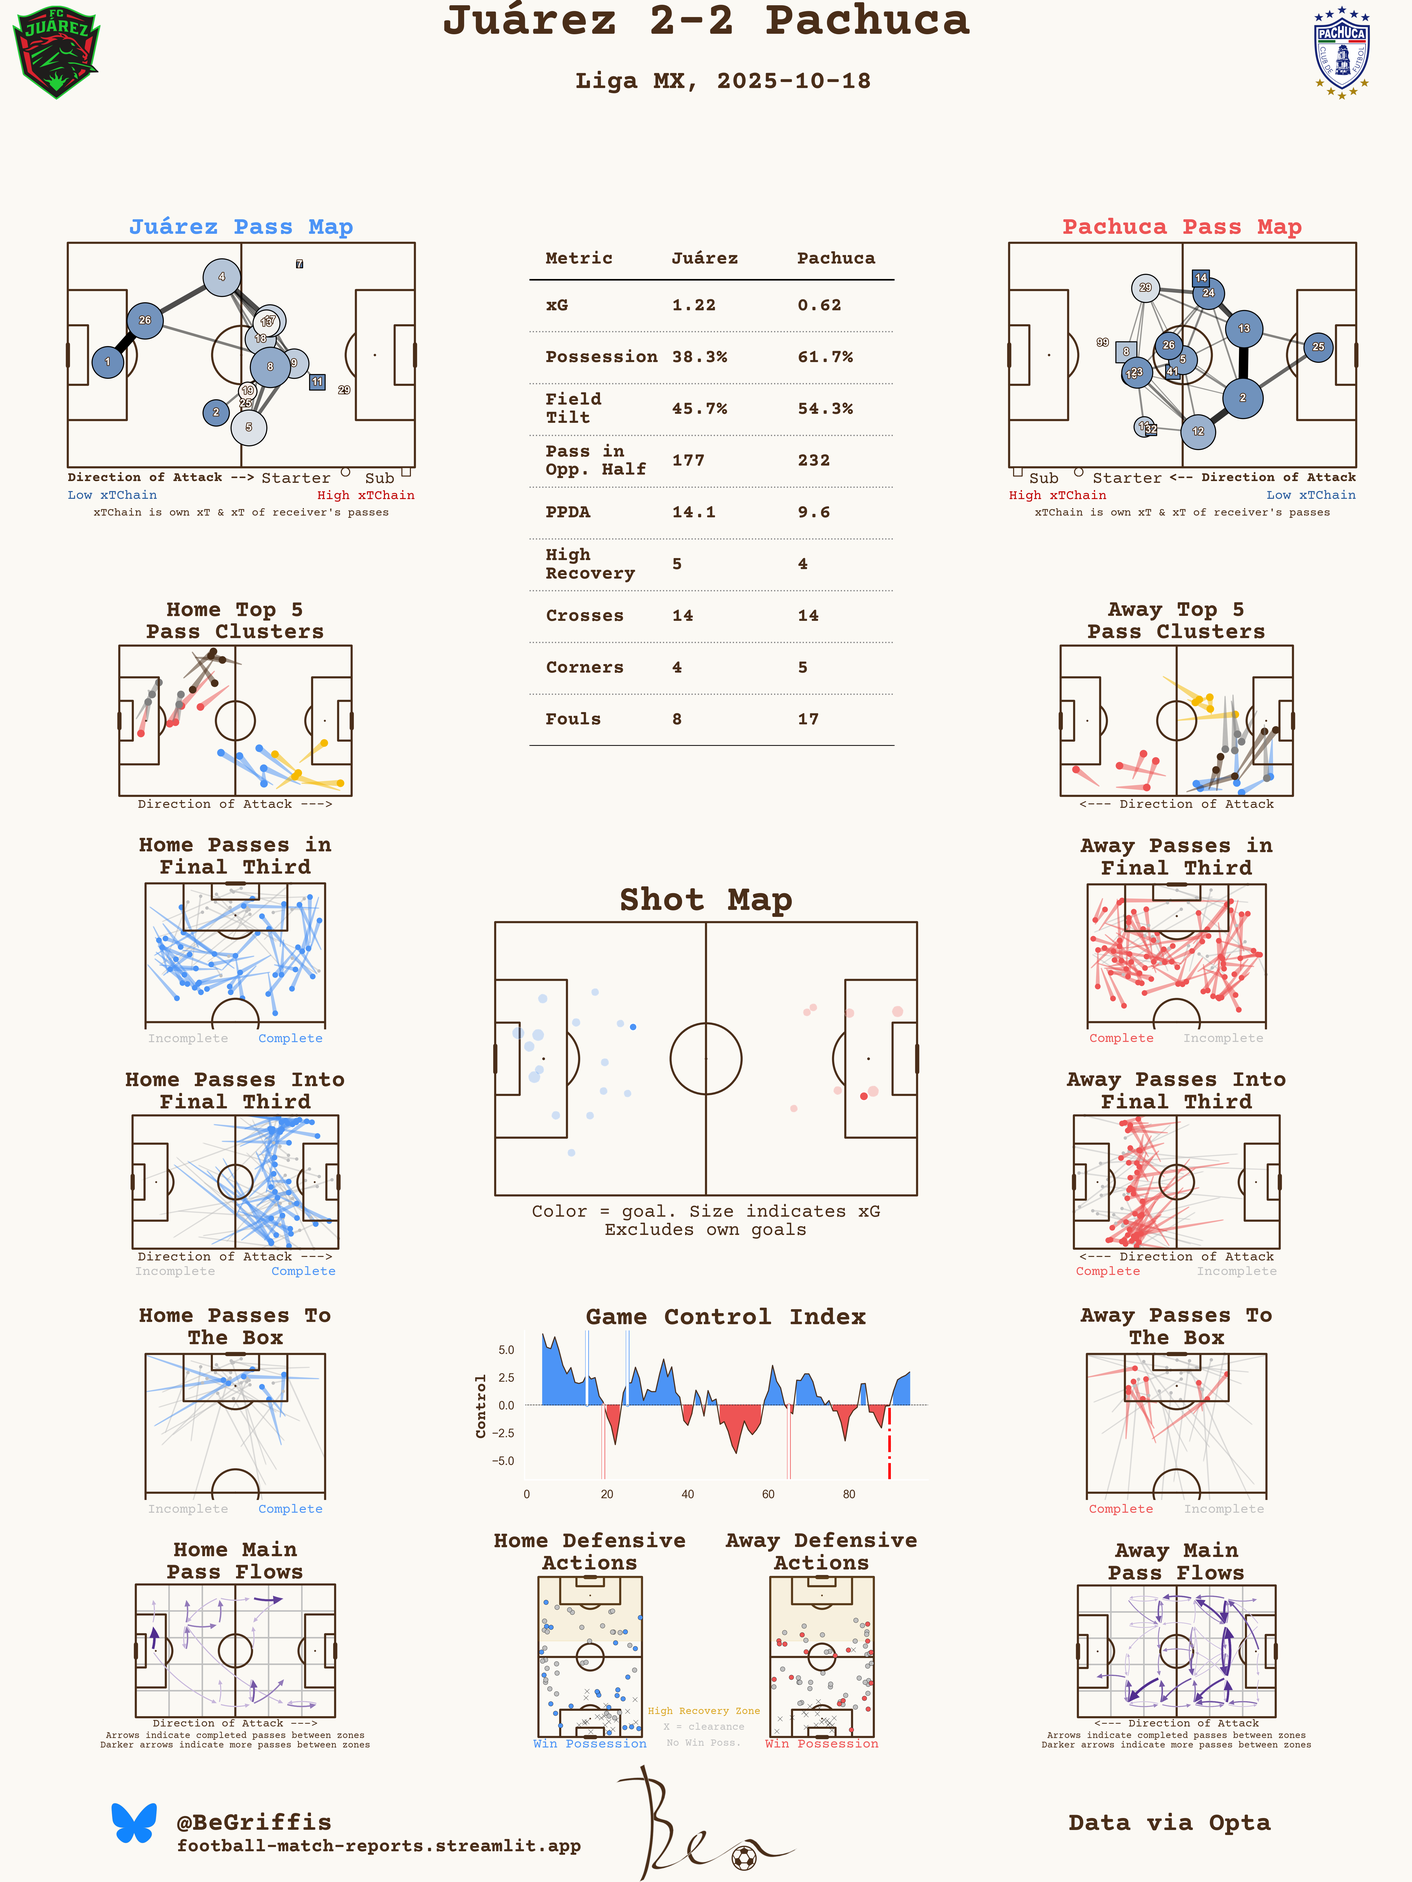 Juárez 2-2 Pachuca
Liga MX, 2025-10-18
FC
JUÁREZ
PACHUCA
CLUB DE FUTBOL
Juárez Pass Map
4
7
26
17
13
18
1
8
9
11
29
19
25
2
5
Direction of Attack -->
Starter
Sub
Low xTChain
High xTChain
xTChain is own xT & xT of receiver's passes
Metric Juárez Pachuca
xG 1.22 0.62
Possession 38.3% 61.7%
Field
Tilt 45.7% 54.3%
Pass in
Opp. Half 177 232
PPDA 14.1 9.6
High
Recovery 5 4
Crosses 14 14
Corners 4 5
Fouls 8 17
Pachuca Pass Map
14
29
24
13
99
8
26
25
5
23
41
2
32
12
Sub
Starter
<-- Direction of Attack
High xTChain
Low xTChain
xTChain is own xT & xT of receiver's passes
Home Top 5
Pass Clusters
Direction of Attack --->
Away Top 5
Pass Clusters
<--- Direction of Attack
Home Passes in
Final Third
Incomplete
Complete
Away Passes in
Final Third
Complete
Incomplete
Shot Map
Color = goal. Size indicates xG
Excludes own goals
Home Passes Into
Final Third
Direction of Attack --->
Incomplete
Complete
Away Passes Into
Final Third
<--- Direction of Attack
Complete
Incomplete
Home Passes To
The Box
Incomplete
Complete
Game Control Index
Control
5.0
2.5
0.0
−2.5
−5.0
0
20
40
60
80
Away Passes To
The Box
Complete
Incomplete
Home Main
Pass Flows
Direction of Attack --->
Arrows indicate completed passes between zones
Darker arrows indicate more passes between zones
Home Defensive
Actions
Win Possession
High Recovery Zone
X = clearance
No Win Poss.
Away Defensive
Actions
Win Possession
Away Main
Pass Flows
<--- Direction of Attack
Arrows indicate completed passes between zones
Darker arrows indicate more passes between zones
@BeGriffis
football-match-reports.streamlit.app
Ben
Data via Opta